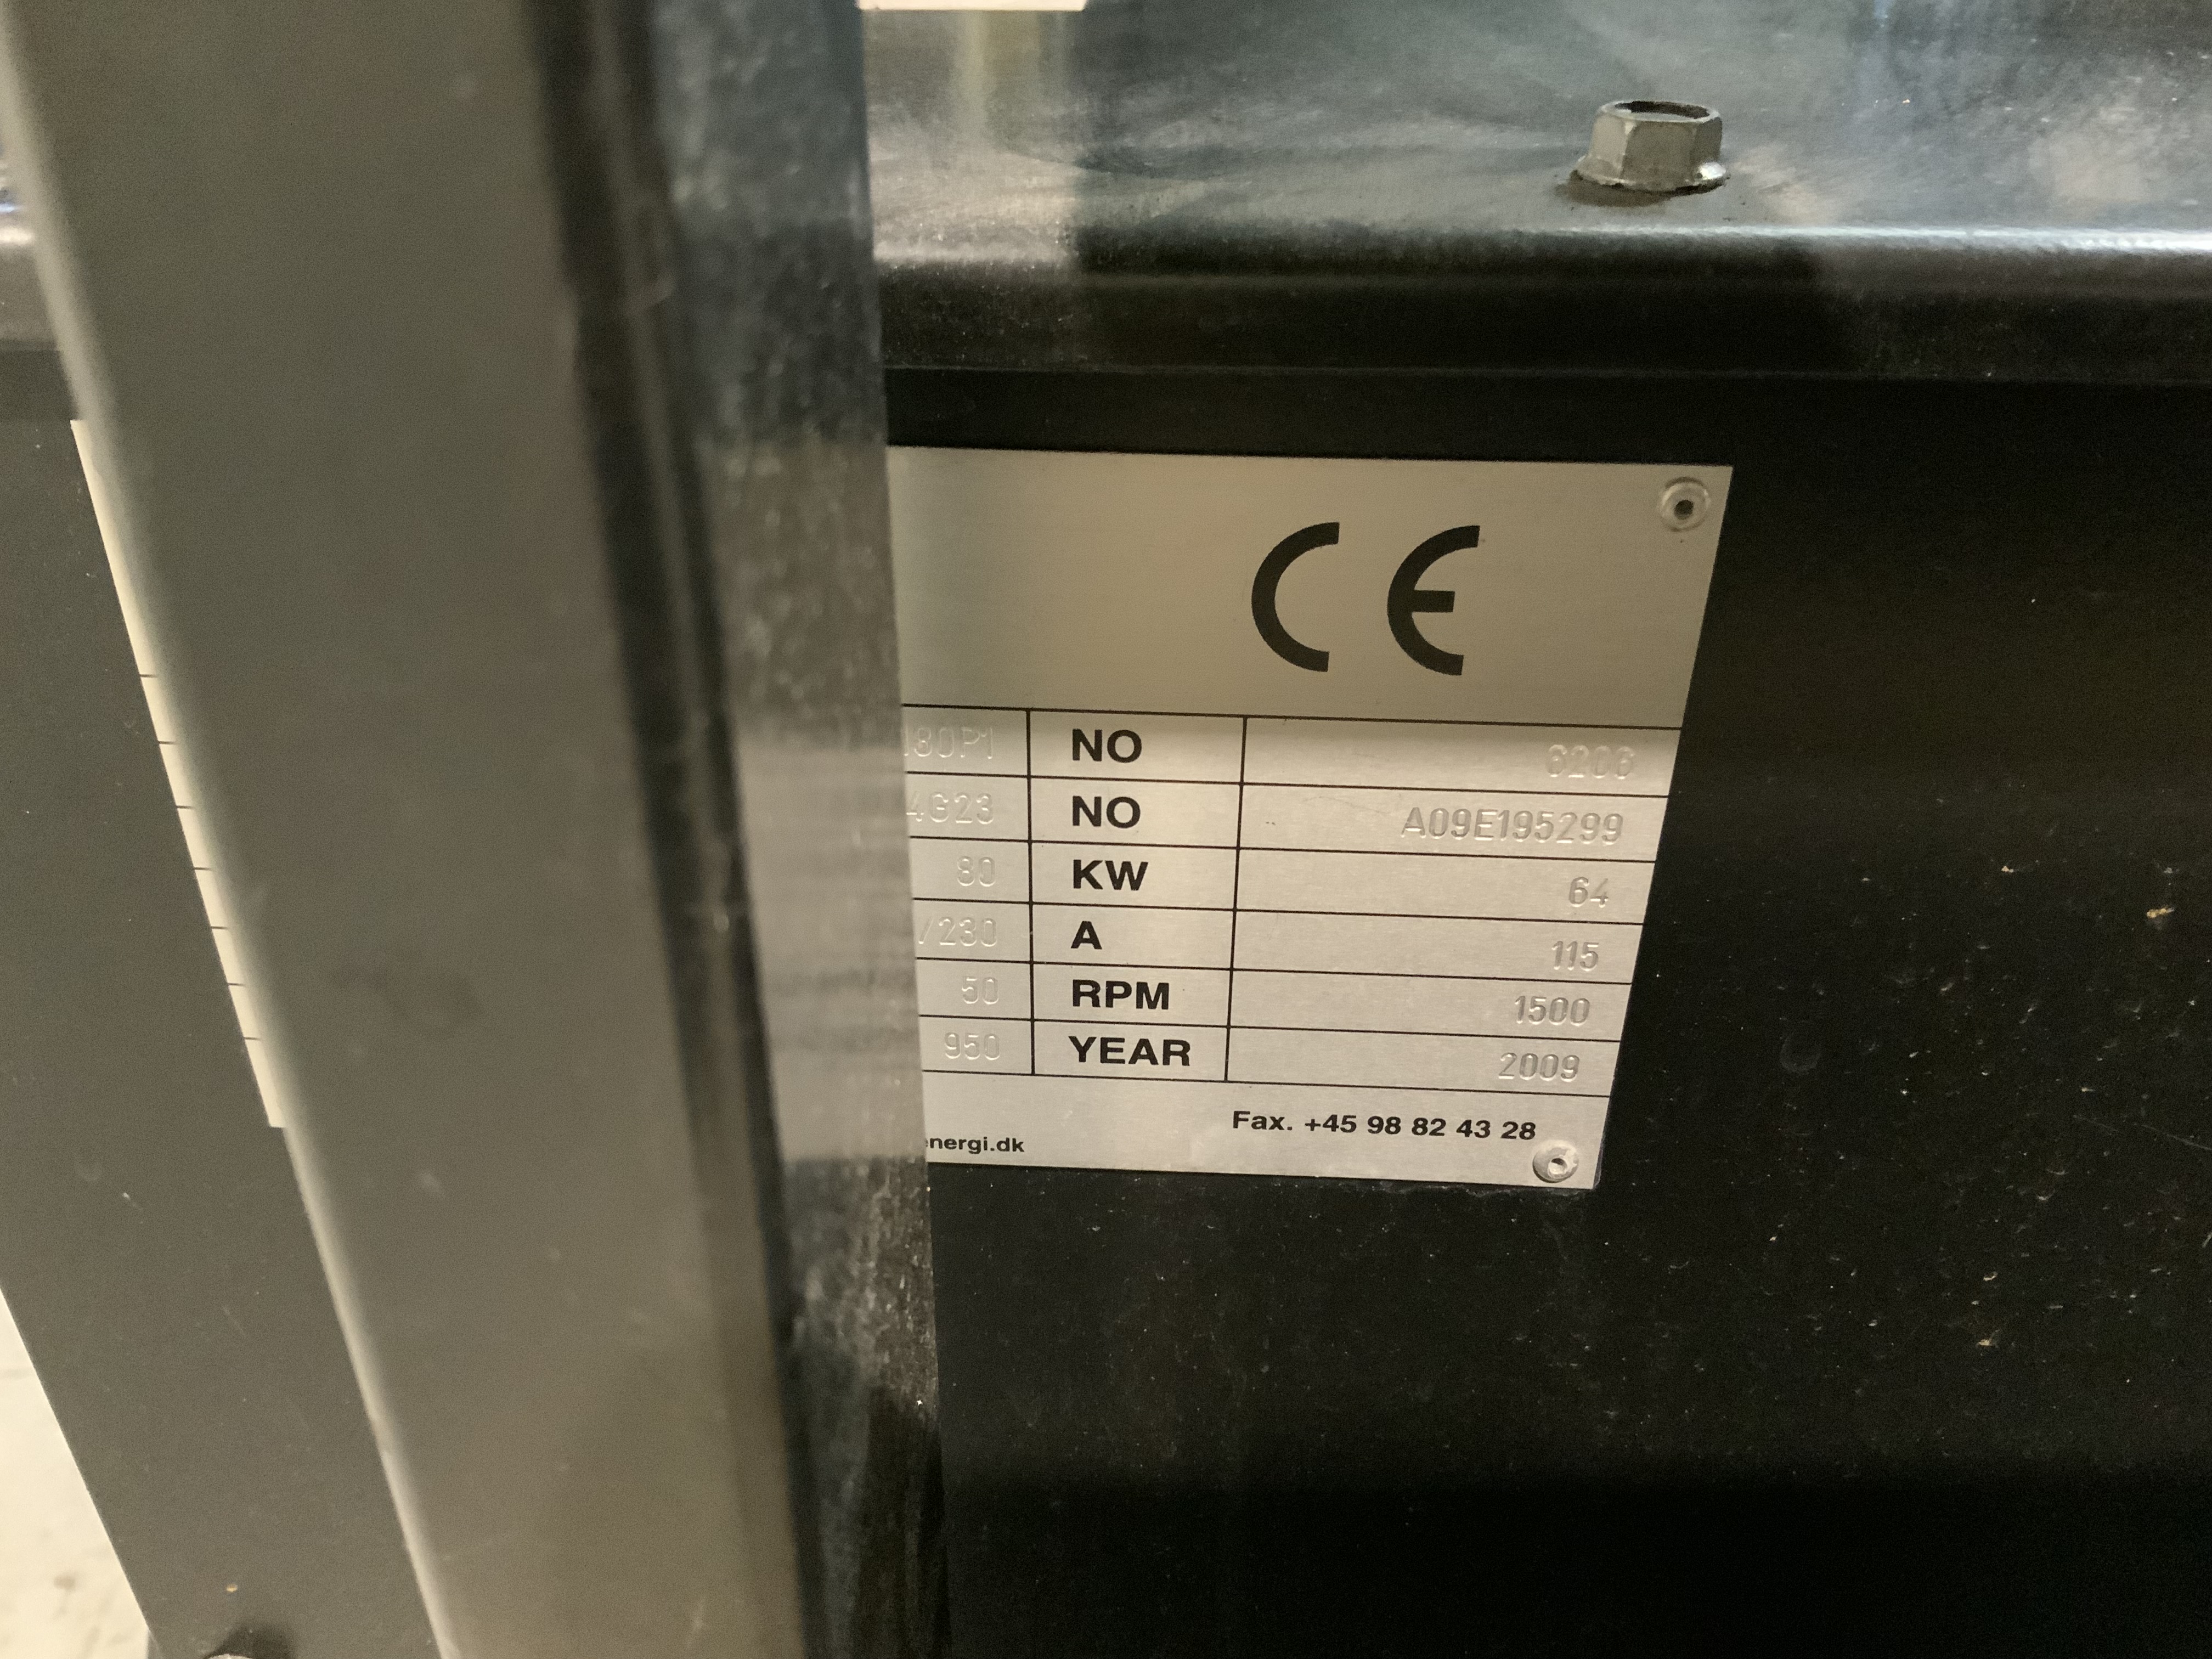 CE
80P1 NO 6206
4G23 NO A09E195299
80 KW 64
/230 A 115
50 RPM 1500
950 YEAR 2009
Fax. +45 98 82 43 28
energi.dk